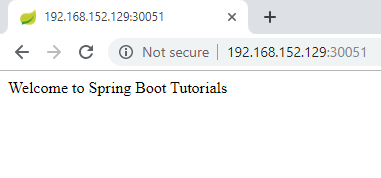 192.168.152.129:30051
Not secure
192.168.152.129:30051
Welcome to Spring Boot Tutorials